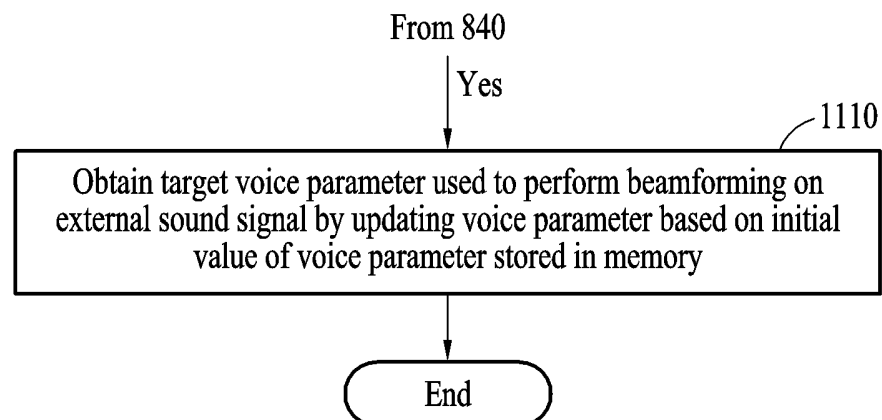 From 840
Yes
1110
Obtain target voice parameter used to perform beamforming on
external sound signal by updating voice parameter based on initial
value of voice parameter stored in memory
End